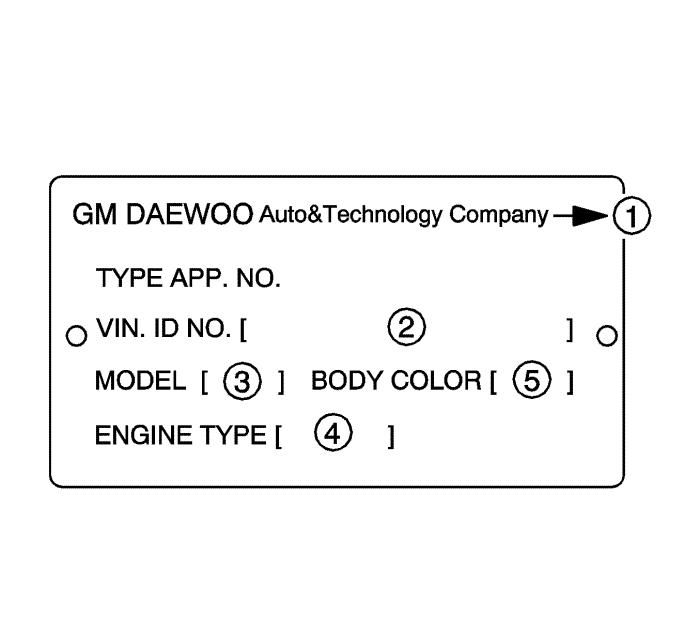 GM DAEWOO Auto&Technology Company 1
TYPE APP. NO.
VIN. ID NO. [ 2 ]
MODEL [ 3 ] BODY COLOR [ 5 ]
ENGINE TYPE [ 4 ]